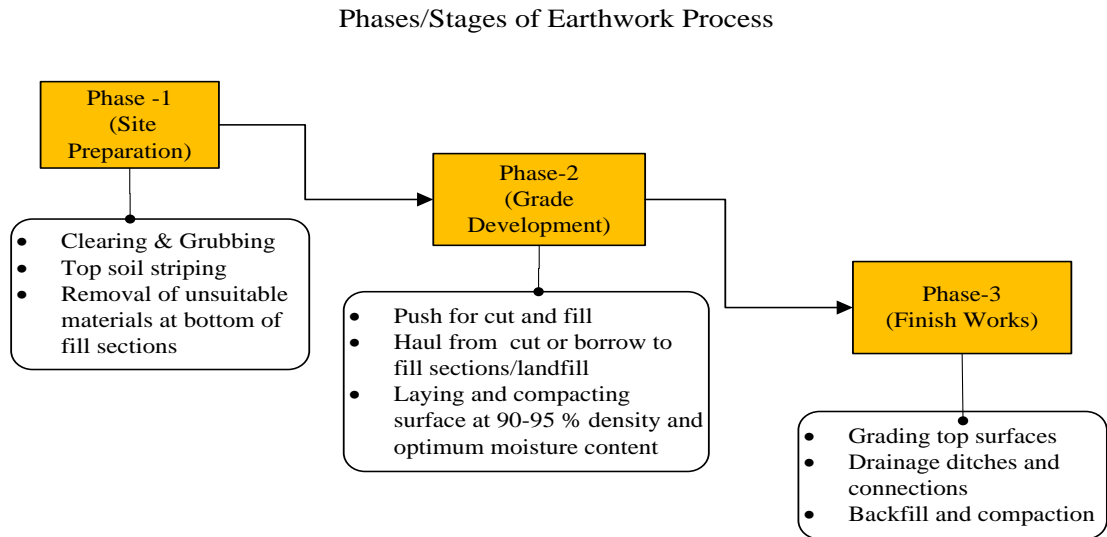 Phases/Stages of Earthwork Process
Phase -1
(Site
Preparation)
• Clearing & Grubbing
• Top soil striping
• Removal of unsuitable
materials at bottom of
fill sections
Phase-2
(Grade
Development)
• Push for cut and fill
• Haul from cut or borrow to
fill sections/landfill
• Laying and compacting
surface at 90-95 % density and
optimum moisture content
Phase-3
(Finish Works)
• Grading top surfaces
• Drainage ditches and
connections
• Backfill and compaction